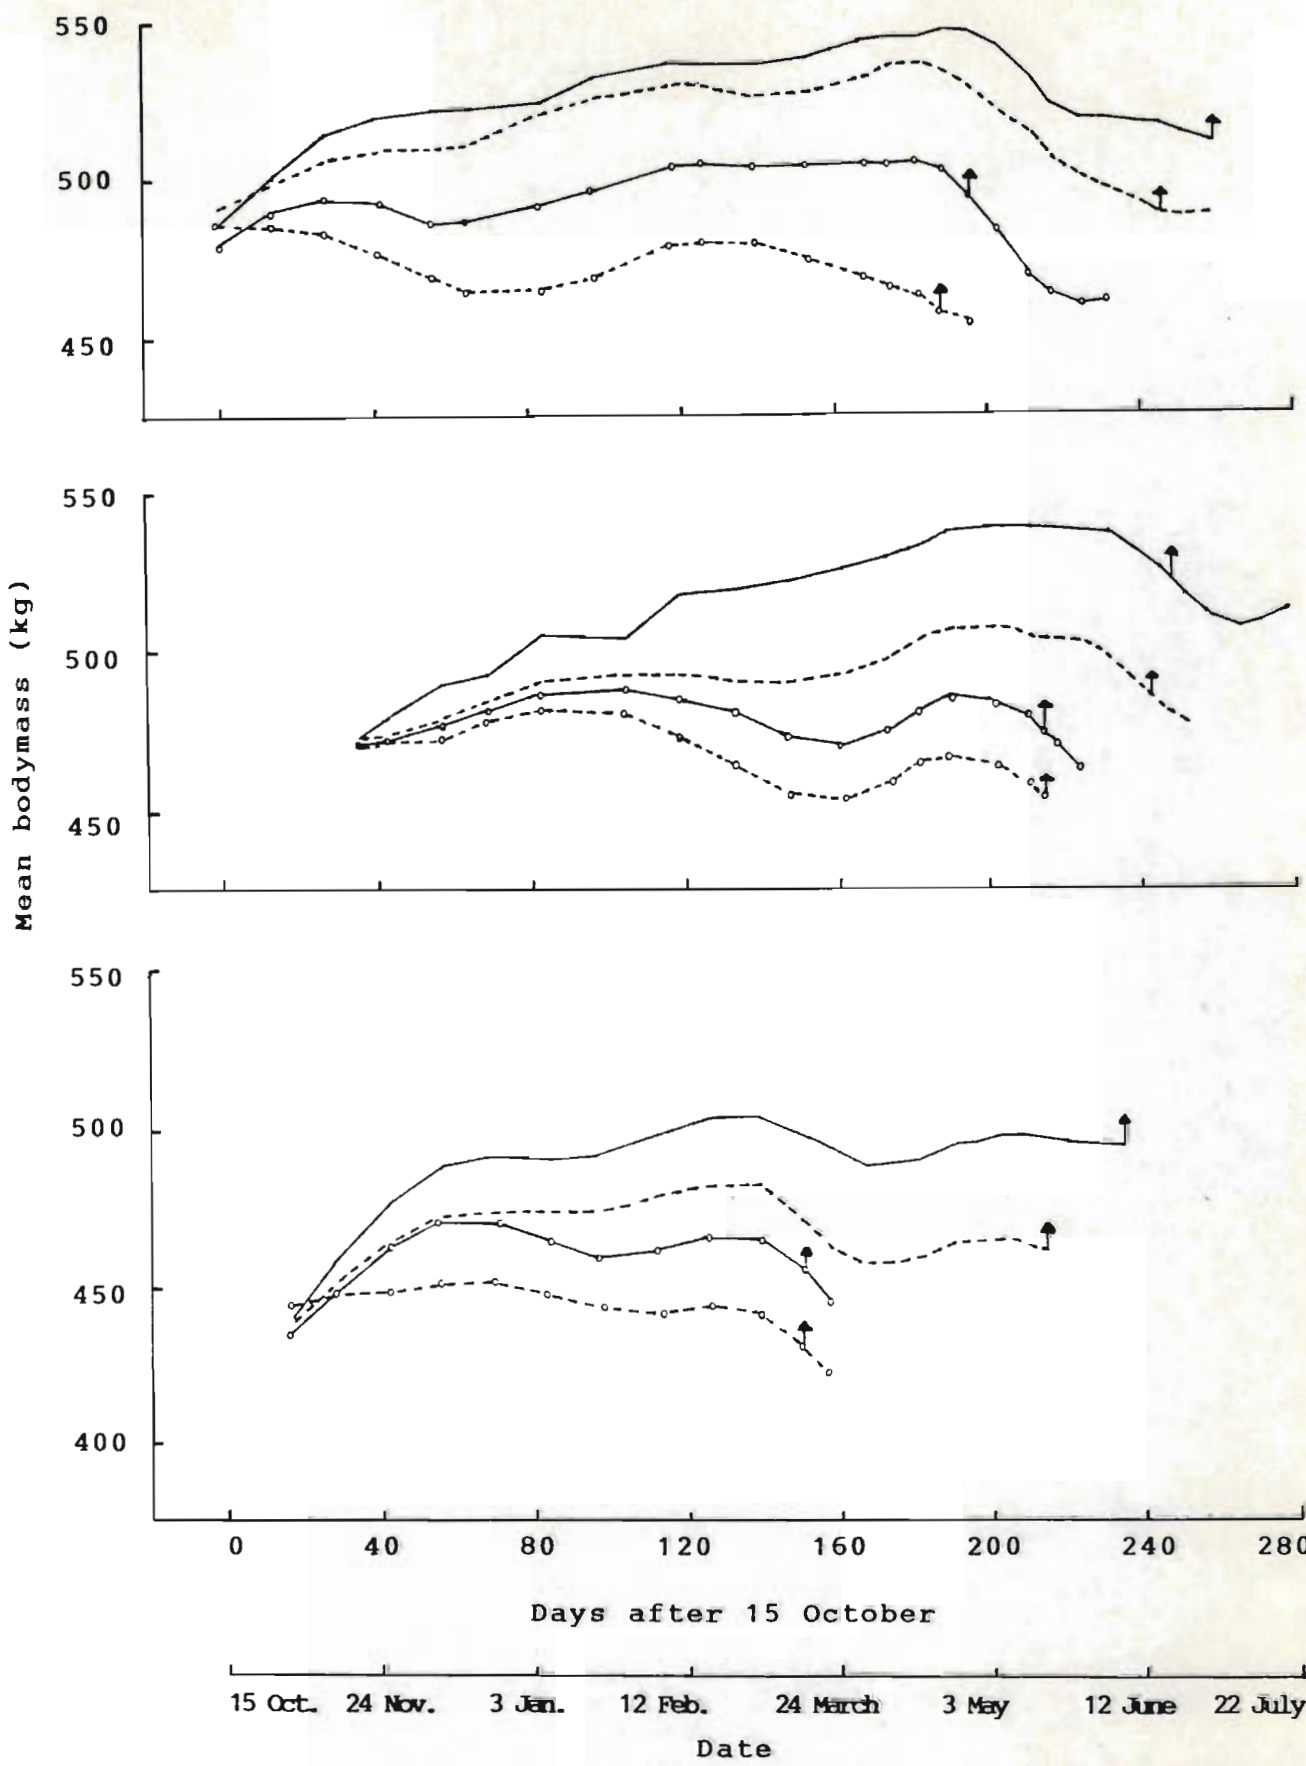 550
500
450
Mean bodymass (kg)
550
500
450
550
500
450
400
0 40 80 120 160 200 240 280
Days after 15 October
15 Oct. 24 Nov. 3 Jan. 12 Feb. 24 March 3 May 12 June 22 July
Date